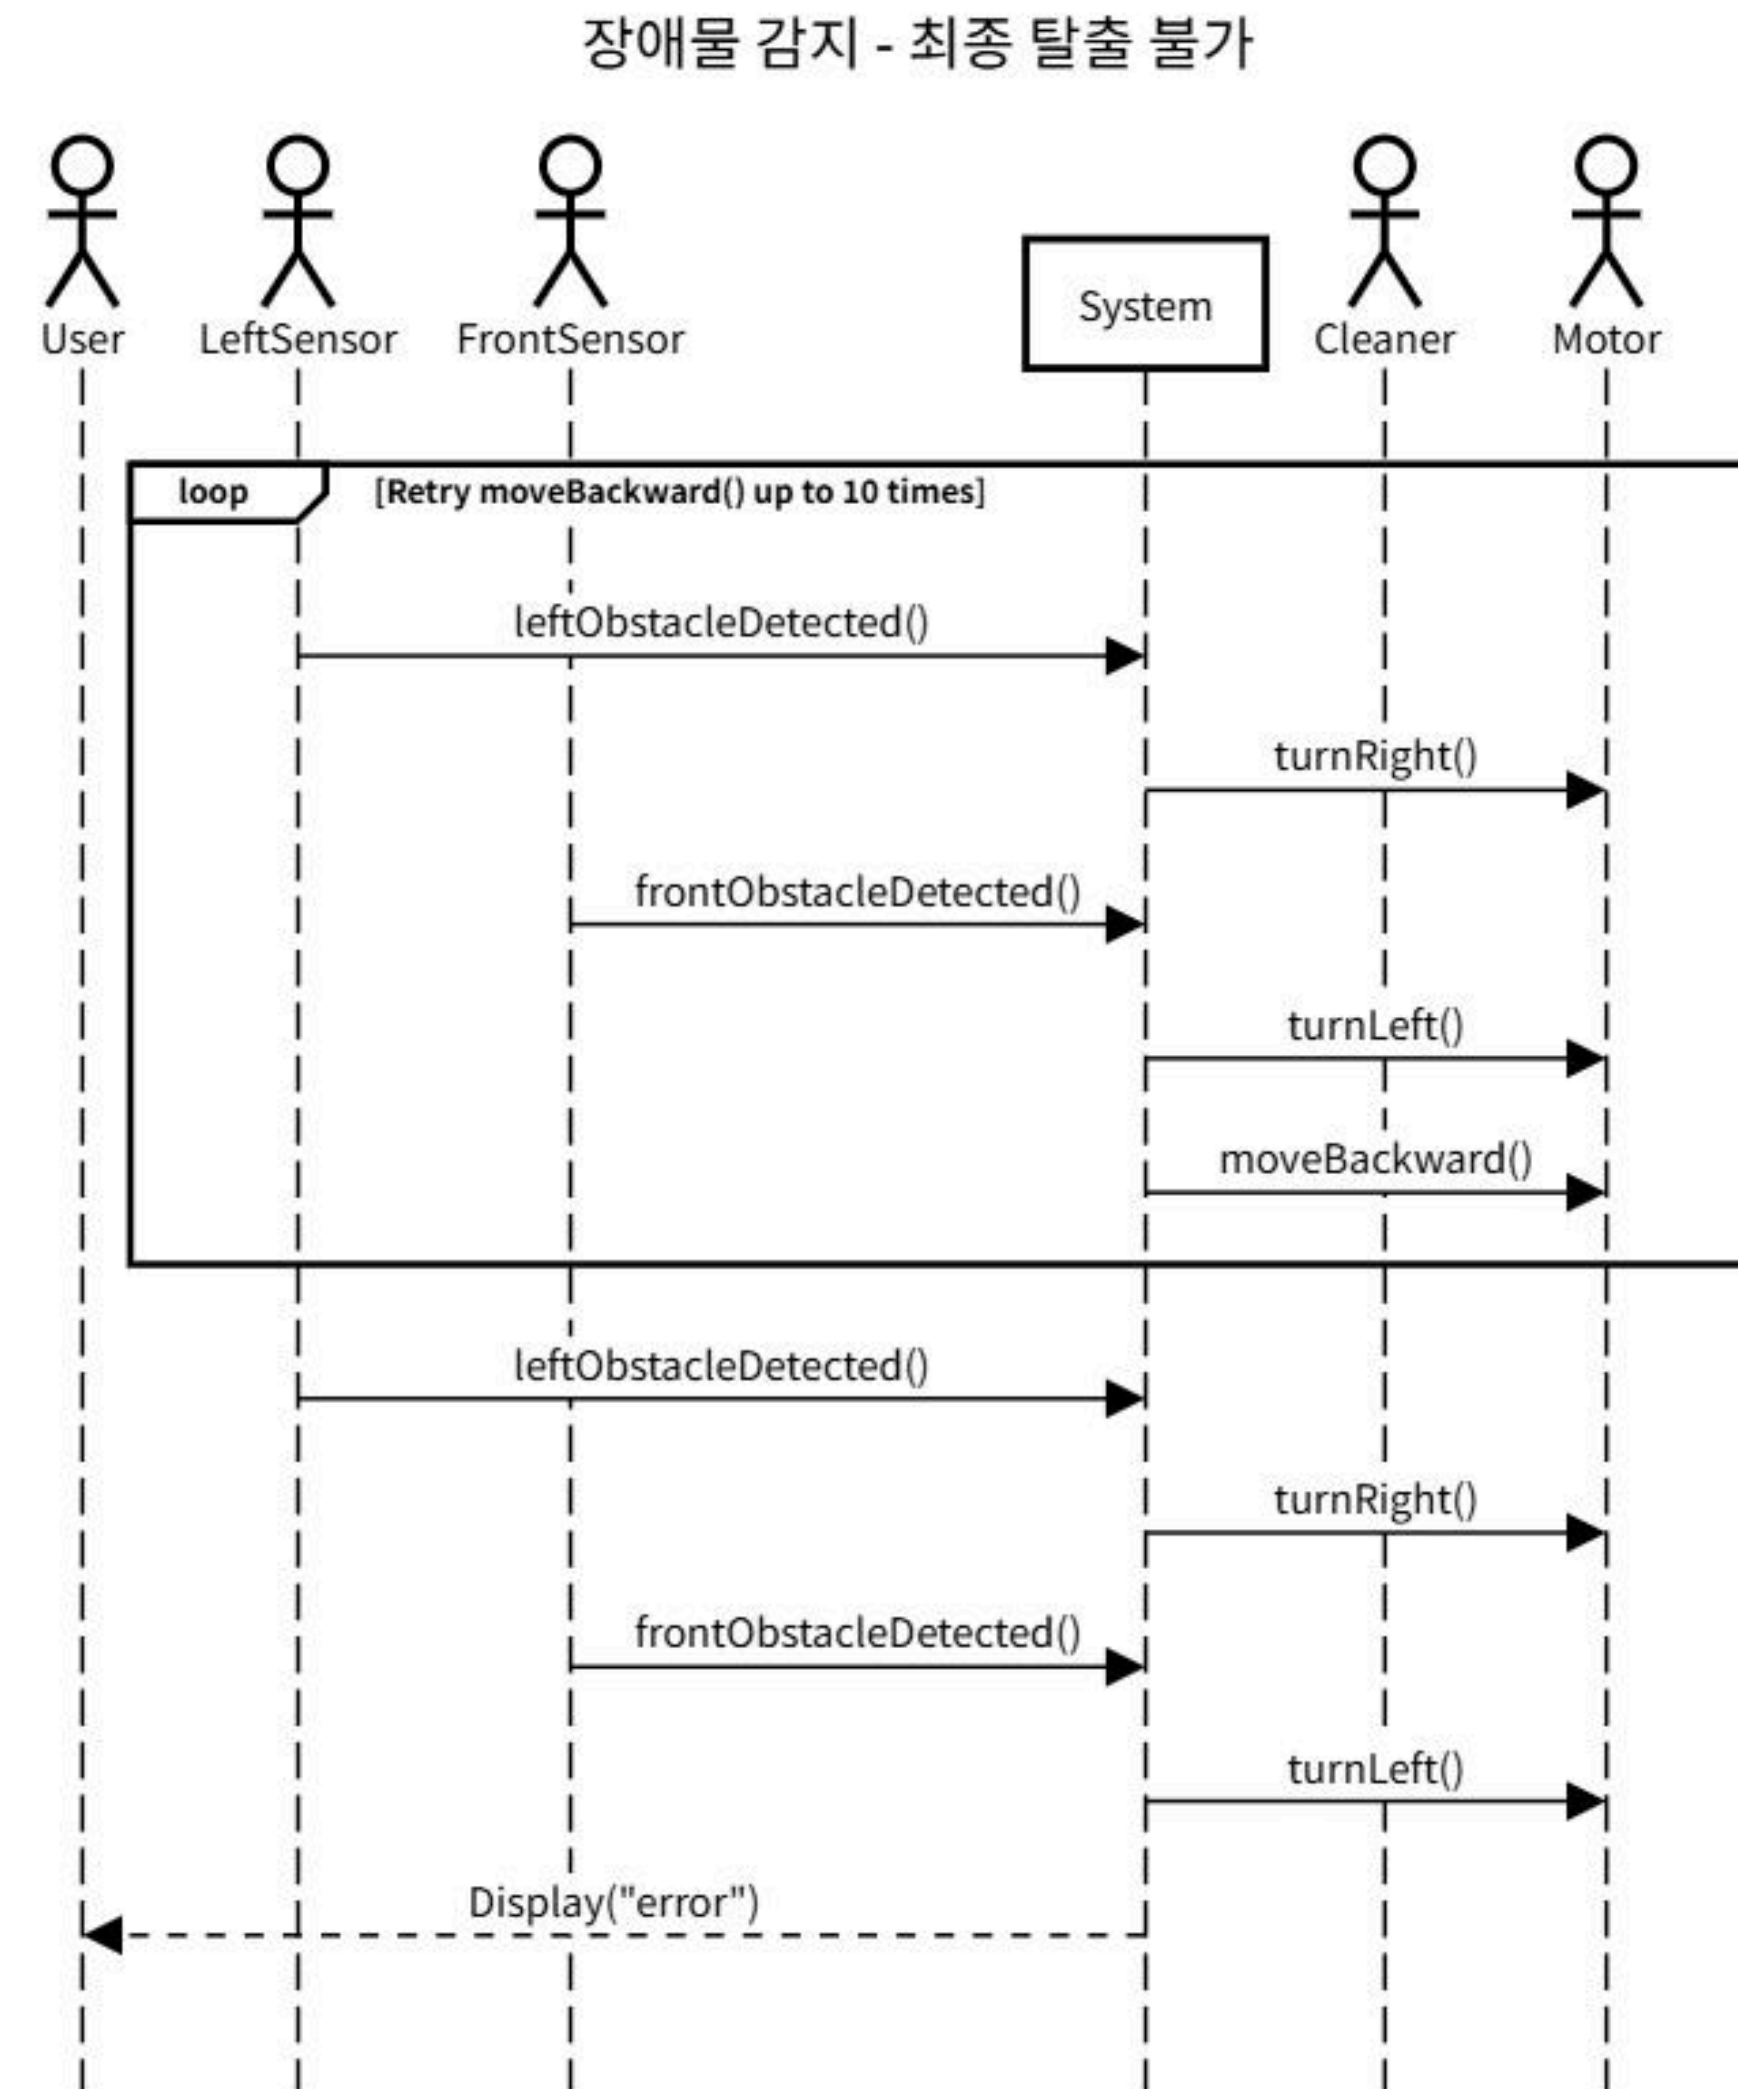 장애물 감지 - 최종 탈출 불가
User LeftSensor FrontSensor System Cleaner Motor
loop [Retry moveBackward() up to 10 times]
leftObstacleDetected()
turnRight()
frontObstacleDetected()
turnLeft()
moveBackward()
leftObstacleDetected()
turnRight()
frontObstacleDetected()
turnLeft()
Display("error")